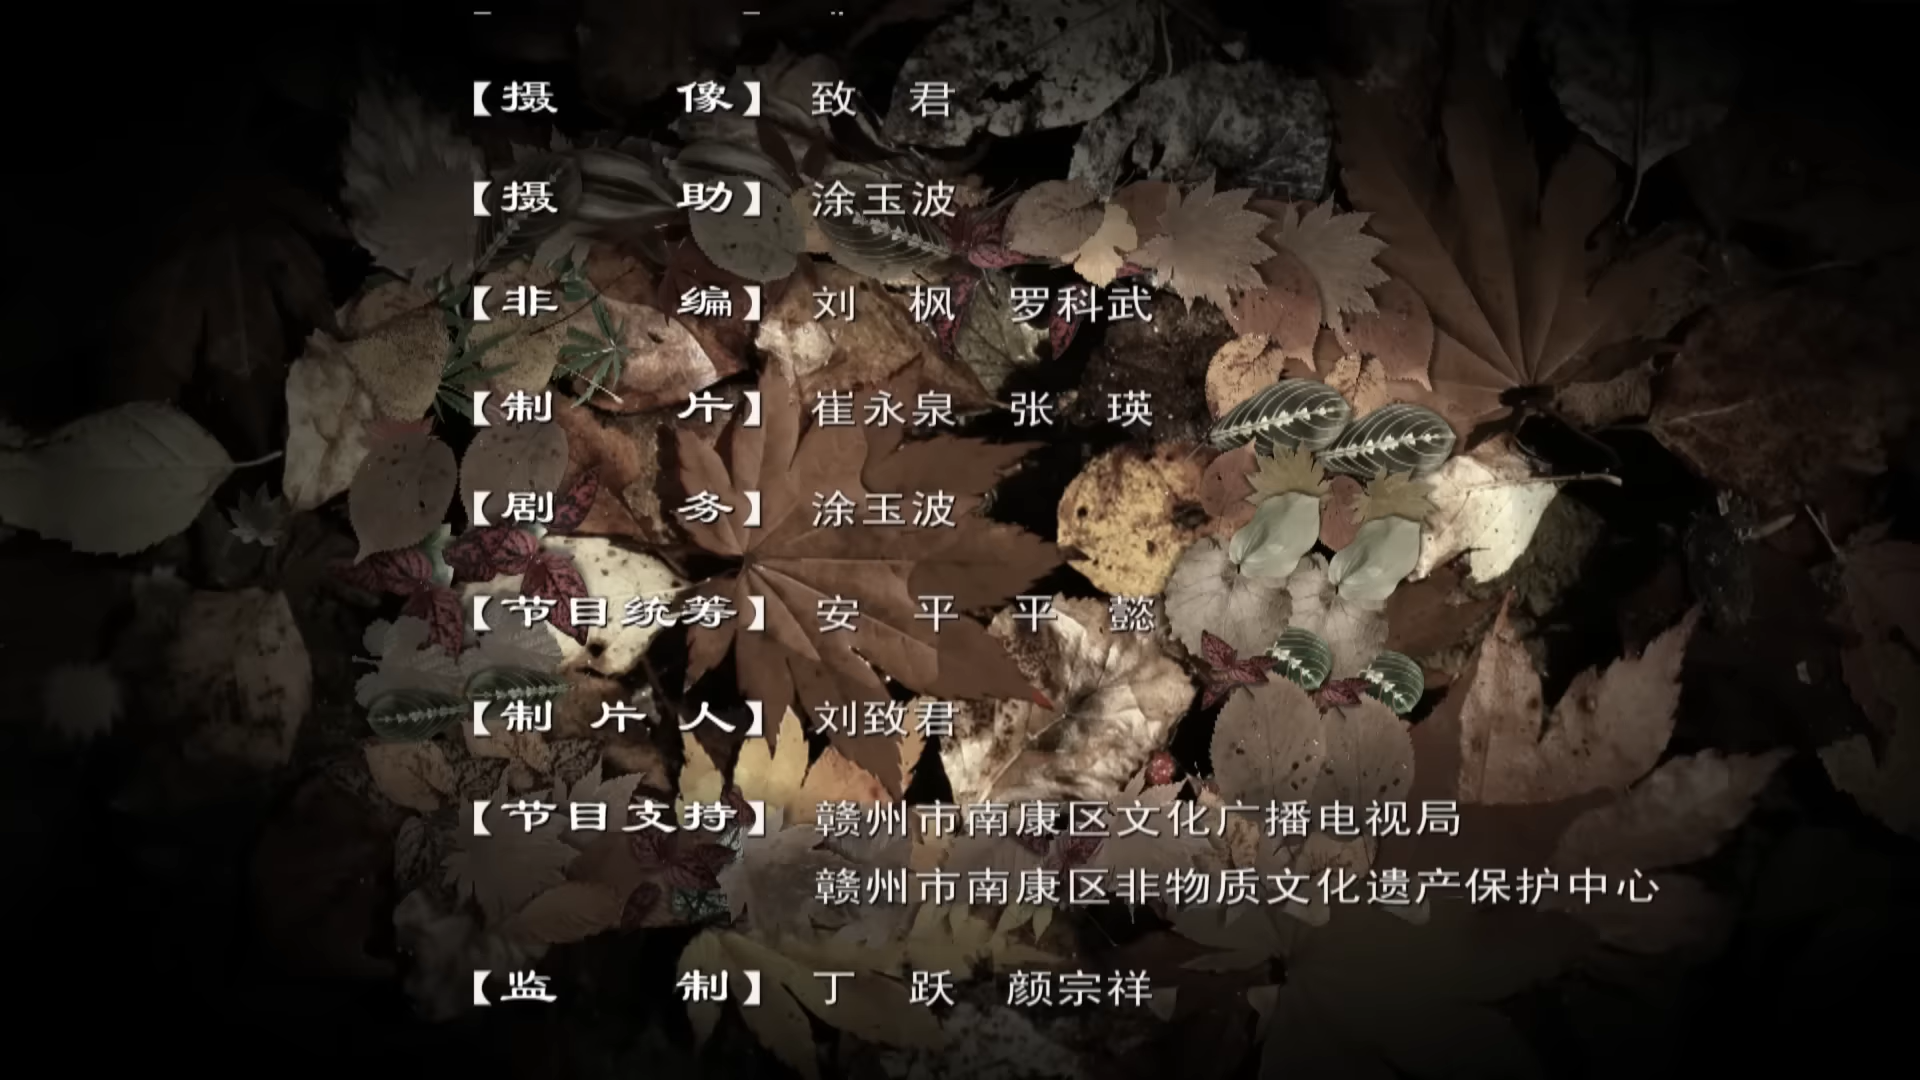 【摄　　像】 致　君
【摄　　助】 涂玉波
【非　　编】 刘　枫　罗科武
【制　　片】 崔永泉　张　瑛
【剧　　务】 涂玉波
【节目统筹】 安　平　平　懿
【制 片 人】 刘致君
【节目支持】 赣州市南康区文化广播电视局
赣州市南康区非物质文化遗产保护中心
【监　　制】 丁　跃　颜宗祥